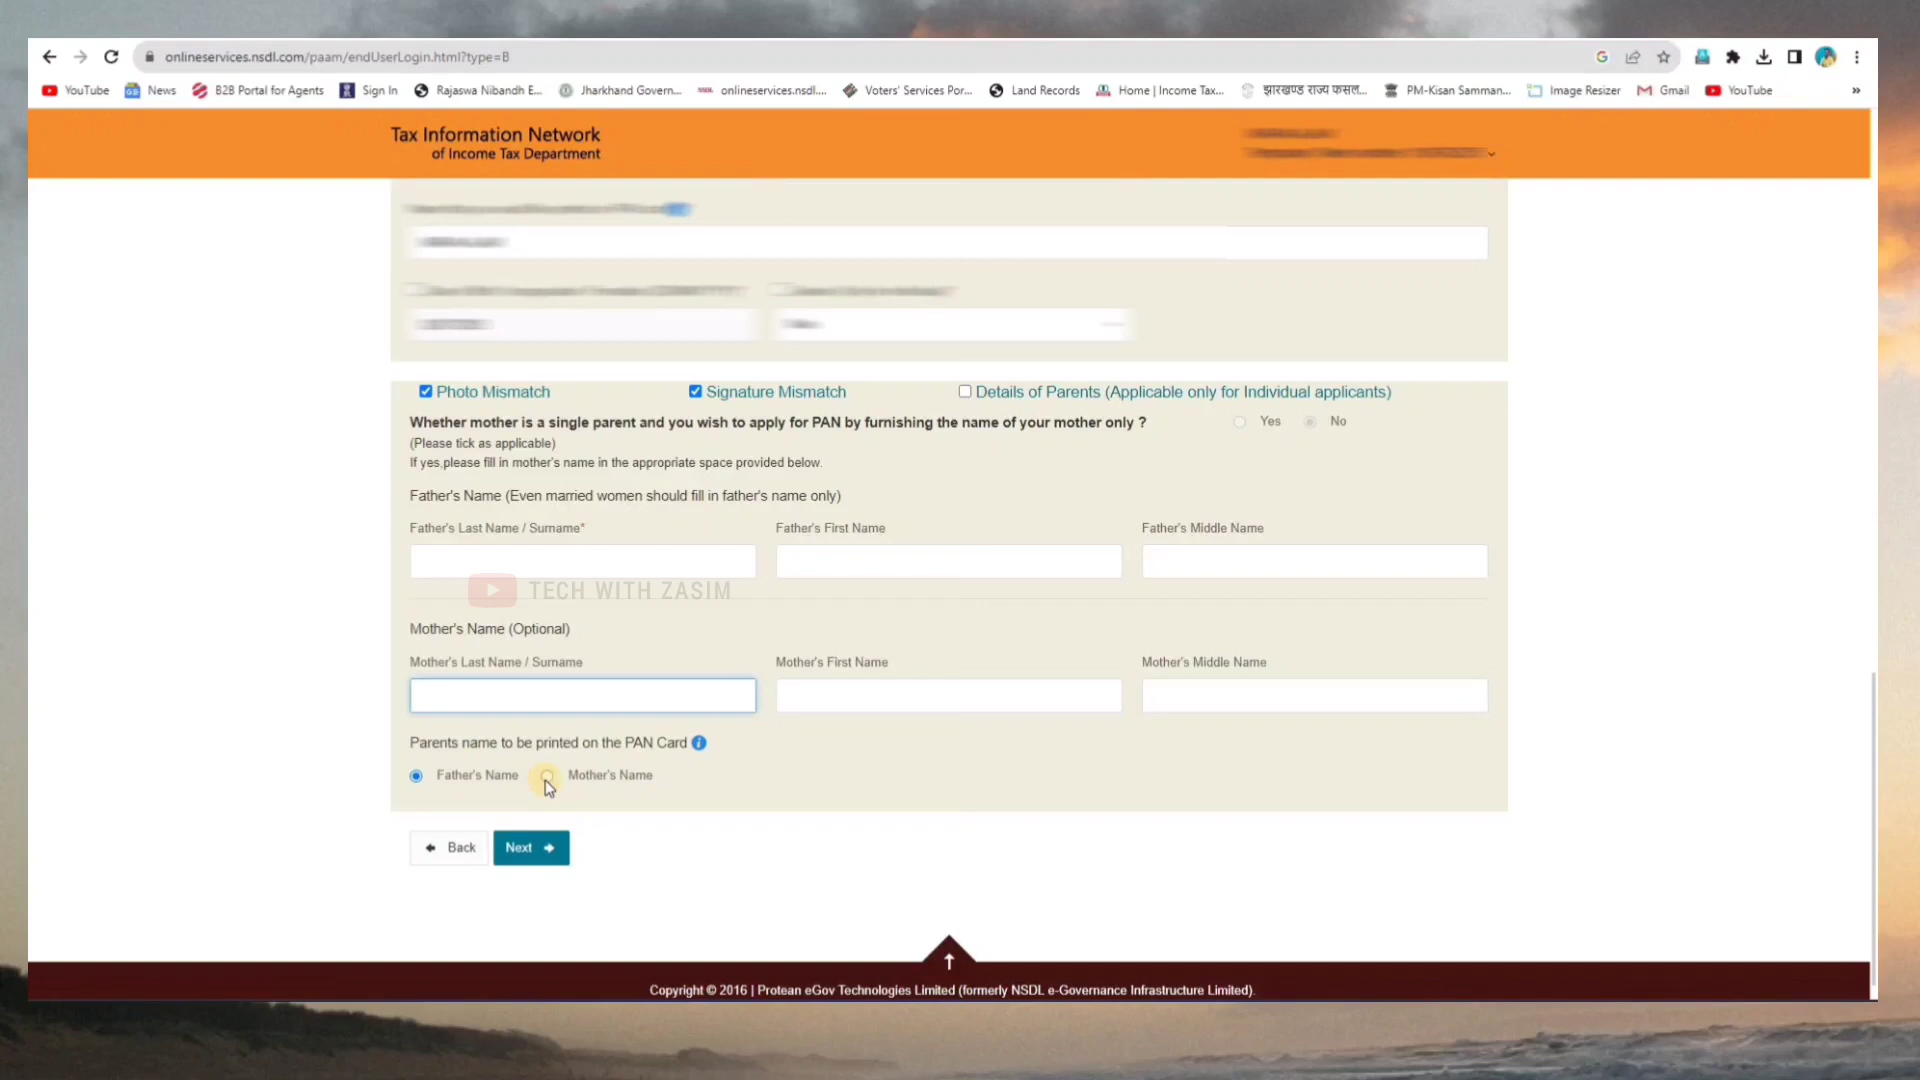 onlineservices.nsdl.com/paam/endUserLogin.html?type=B
YouTube News B2B Portal for Agents Sign In Rajaswa Nibandh E... Jharkhand Govern... onlineservices.nsdl.... Voters' Services Por... Land Records Home | Income Tax... झारखण्ड राज्य फसल... PM-Kisan Samman... Image Resizer Gmail YouTube »
Tax Information Network
of Income Tax Department
Photo Mismatch Signature Mismatch Details of Parents (Applicable only for Individual applicants)
Whether mother is a single parent and you wish to apply for PAN by furnishing the name of your mother only ? Yes No
(Please tick as applicable)
If yes,please fill in mother's name in the appropriate space provided below.
Father's Name (Even married women should fill in father's name only)
Father's Last Name / Surname* Father's First Name Father's Middle Name
TECH WITH ZASIM
Mother's Name (Optional)
Mother's Last Name / Surname Mother's First Name Mother's Middle Name
Parents name to be printed on the PAN Card
Father's Name Mother's Name
Back Next
Copyright © 2016 | Protean eGov Technologies Limited (formerly NSDL e-Governance Infrastructure Limited).